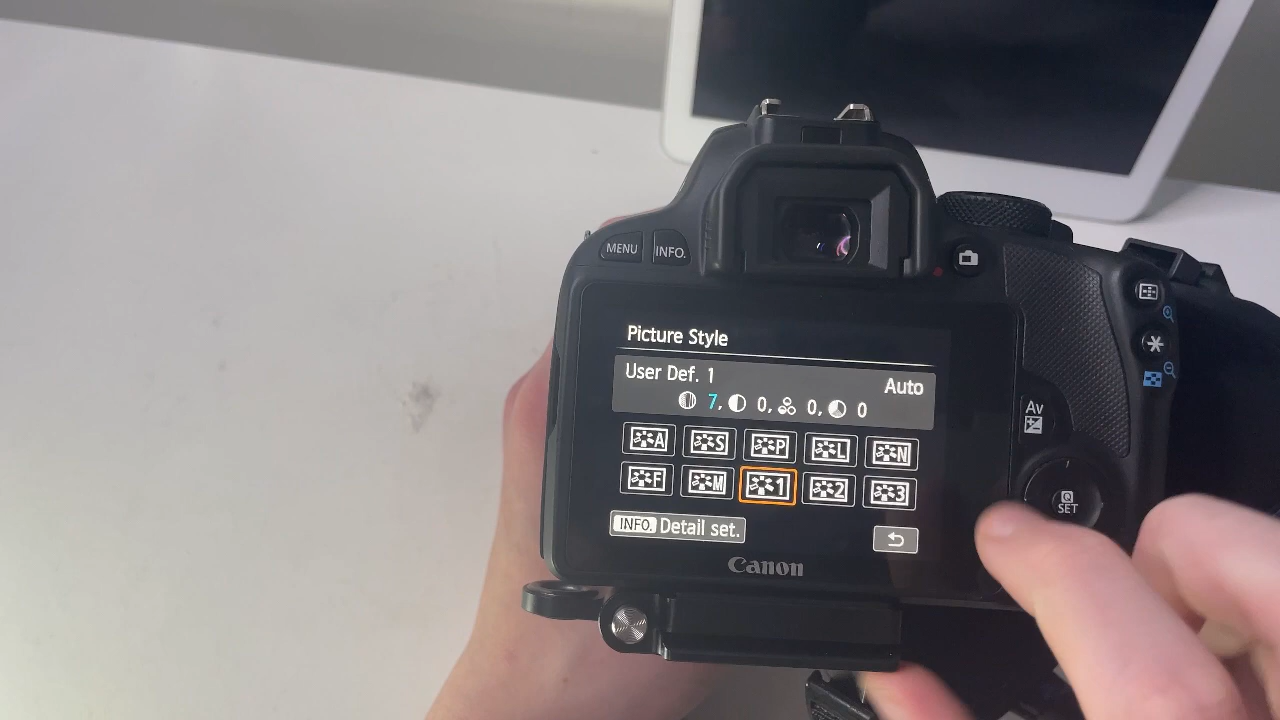 MENU
INFO.
Picture Style
User Def. 1
Auto
7, 0, 0, 0
A S P L N
F M 1 2 3
INFO. Detail set.
Canon
Av
Q
SET